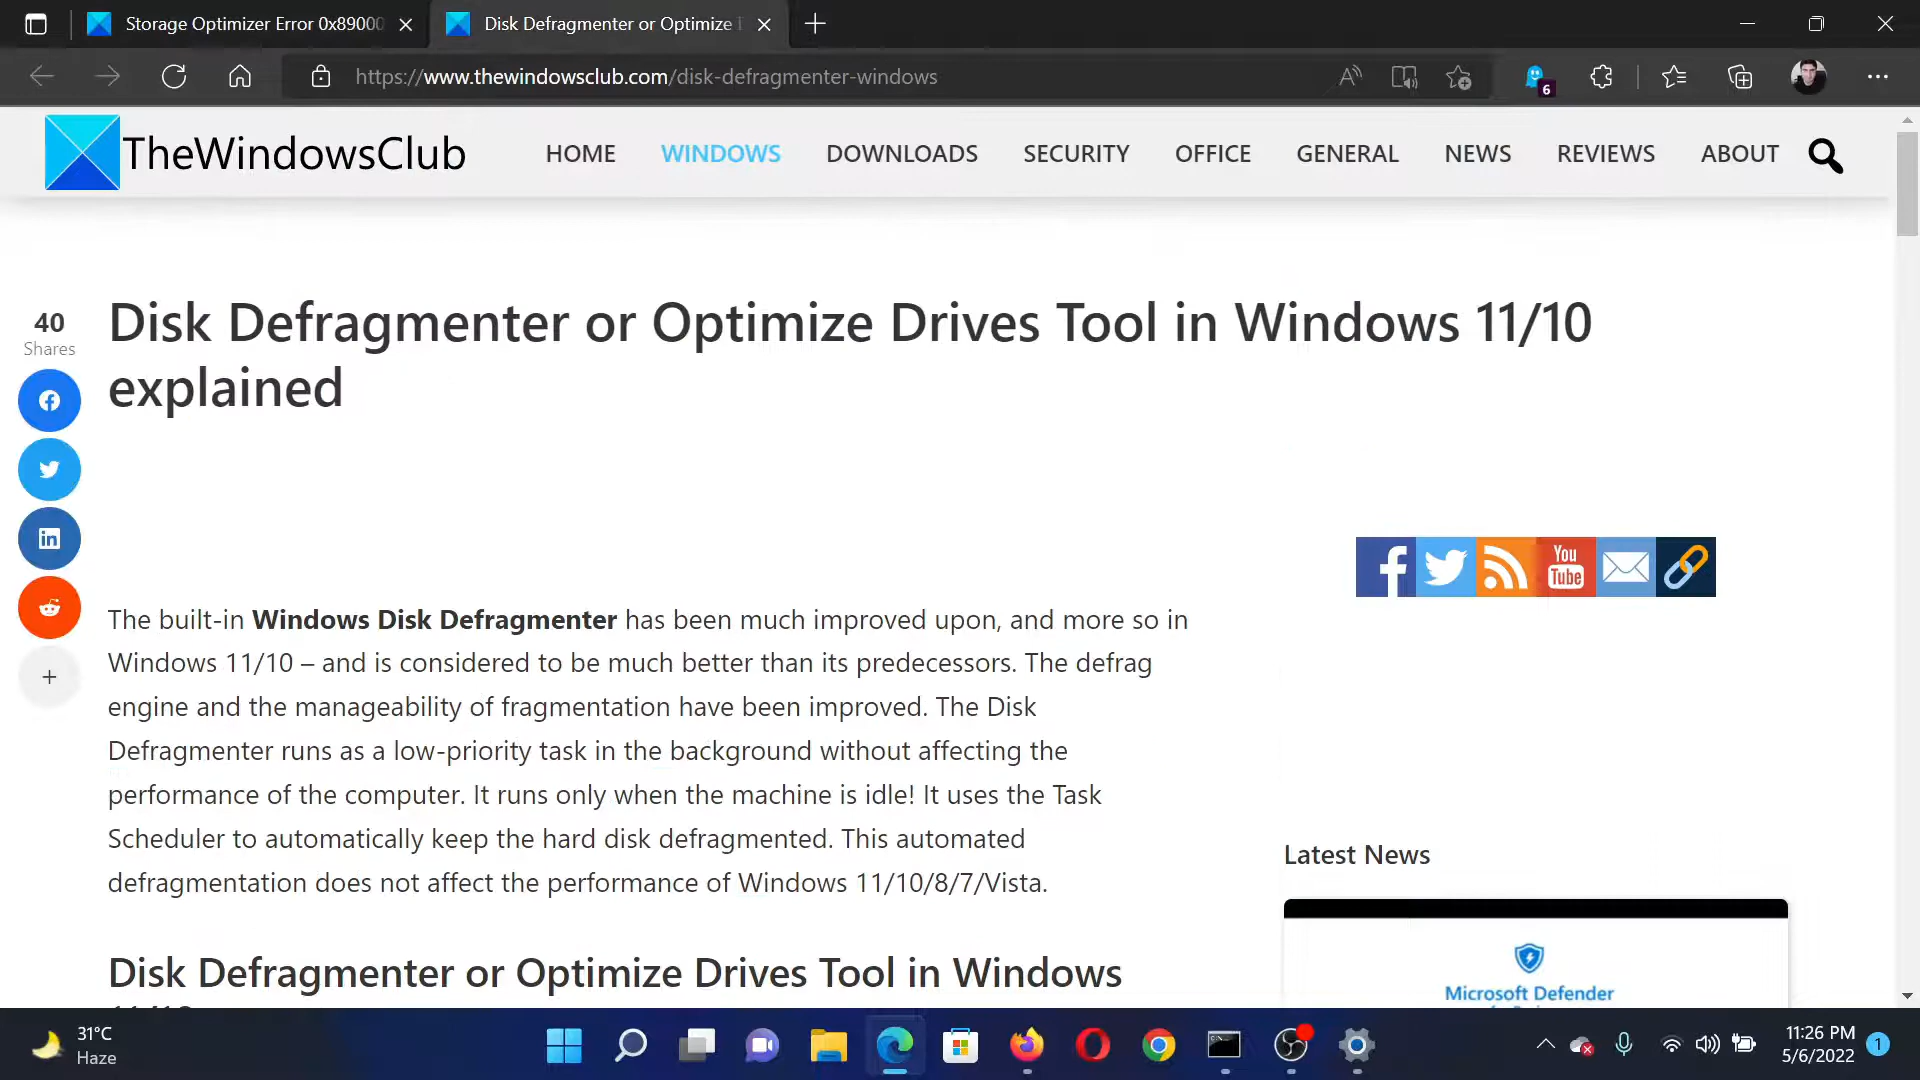 Storage Optimizer Error 0x89000
Disk Defragmenter or Optimize
https://www.thewindowsclub.com/disk-defragmenter-windows
6
TheWindowsClub
HOME
WINDOWS
DOWNLOADS
SECURITY
OFFICE
GENERAL
NEWS
REVIEWS
ABOUT
40
Shares
Disk Defragmenter or Optimize Drives Tool in Windows 11/10
explained
You
Tube
The built-in Windows Disk Defragmenter has been much improved upon, and more so in
Windows 11/10 – and is considered to be much better than its predecessors. The defrag
engine and the manageability of fragmentation have been improved. The Disk
Defragmenter runs as a low-priority task in the background without affecting the
performance of the computer. It runs only when the machine is idle! It uses the Task
Scheduler to automatically keep the hard disk defragmented. This automated
defragmentation does not affect the performance of Windows 11/10/8/7/Vista.
Latest News
Microsoft Defender
Disk Defragmenter or Optimize Drives Tool in Windows
31°C
Haze
11:26 PM
5/6/2022
1